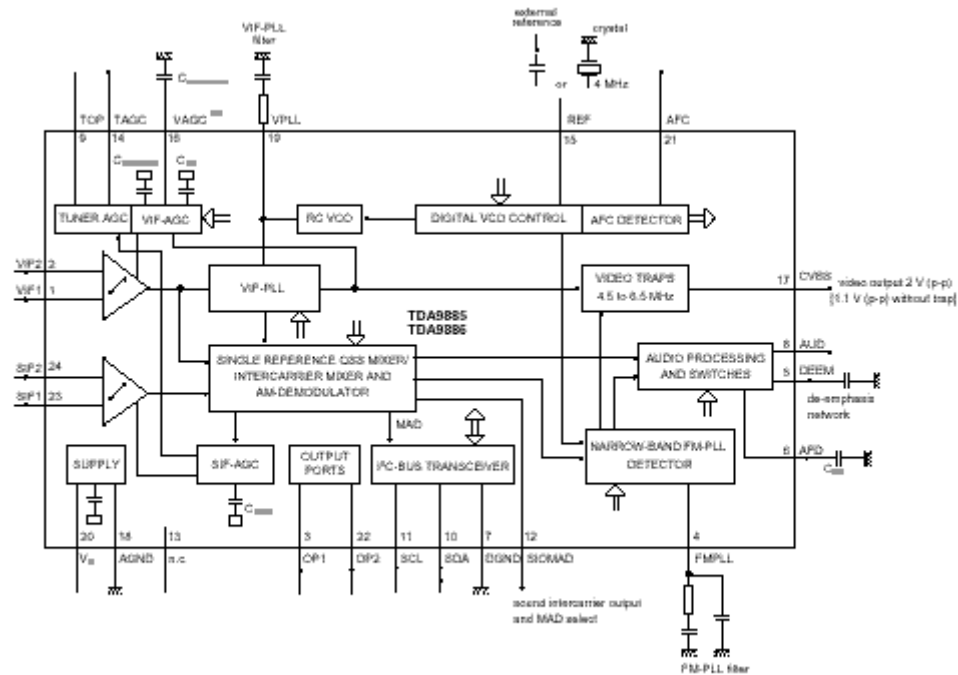 VIF-PLL
filter
external
reference
crystal
C
or
4 MHz
TOP
TAGC
VAGC
VPLL
REF
AFC
9
14
16
19
15
21
C
C
TUNER AGC
VIF-AGC
RC VCO
DIGITAL VCO CONTROL
AFC DETECTOR
VIF2
2
VIF1
1
VIF-PLL
VIDEO TRAPS
4.5 to 6.5 MHz
17
CVBS
video output 2 V (p-p)
[1.1 V (p-p) without trap]
TDA9885
TDA9886
SIF2
24
SIF1
23
SINGLE REFERENCE QSS MIXER/
INTERCARRIER MIXER AND
AM-DEMODULATOR
AUDIO PROCESSING
AND SWITCHES
8
AUD
5
DEEM
de-emphasis
network
MAD
6
AFD
C
SUPPLY
SIF-AGC
OUTPUT
PORTS
I²C-BUS TRANSCEIVER
NARROW-BAND FM-PLL
DETECTOR
C
20
18
13
3
22
11
10
7
12
4
AGND
n.c
OP1
OP2
SCL
SDA
DGND
SIOMAD
FMPLL
sound intercarrier output
and MAD select
FM-PLL filter